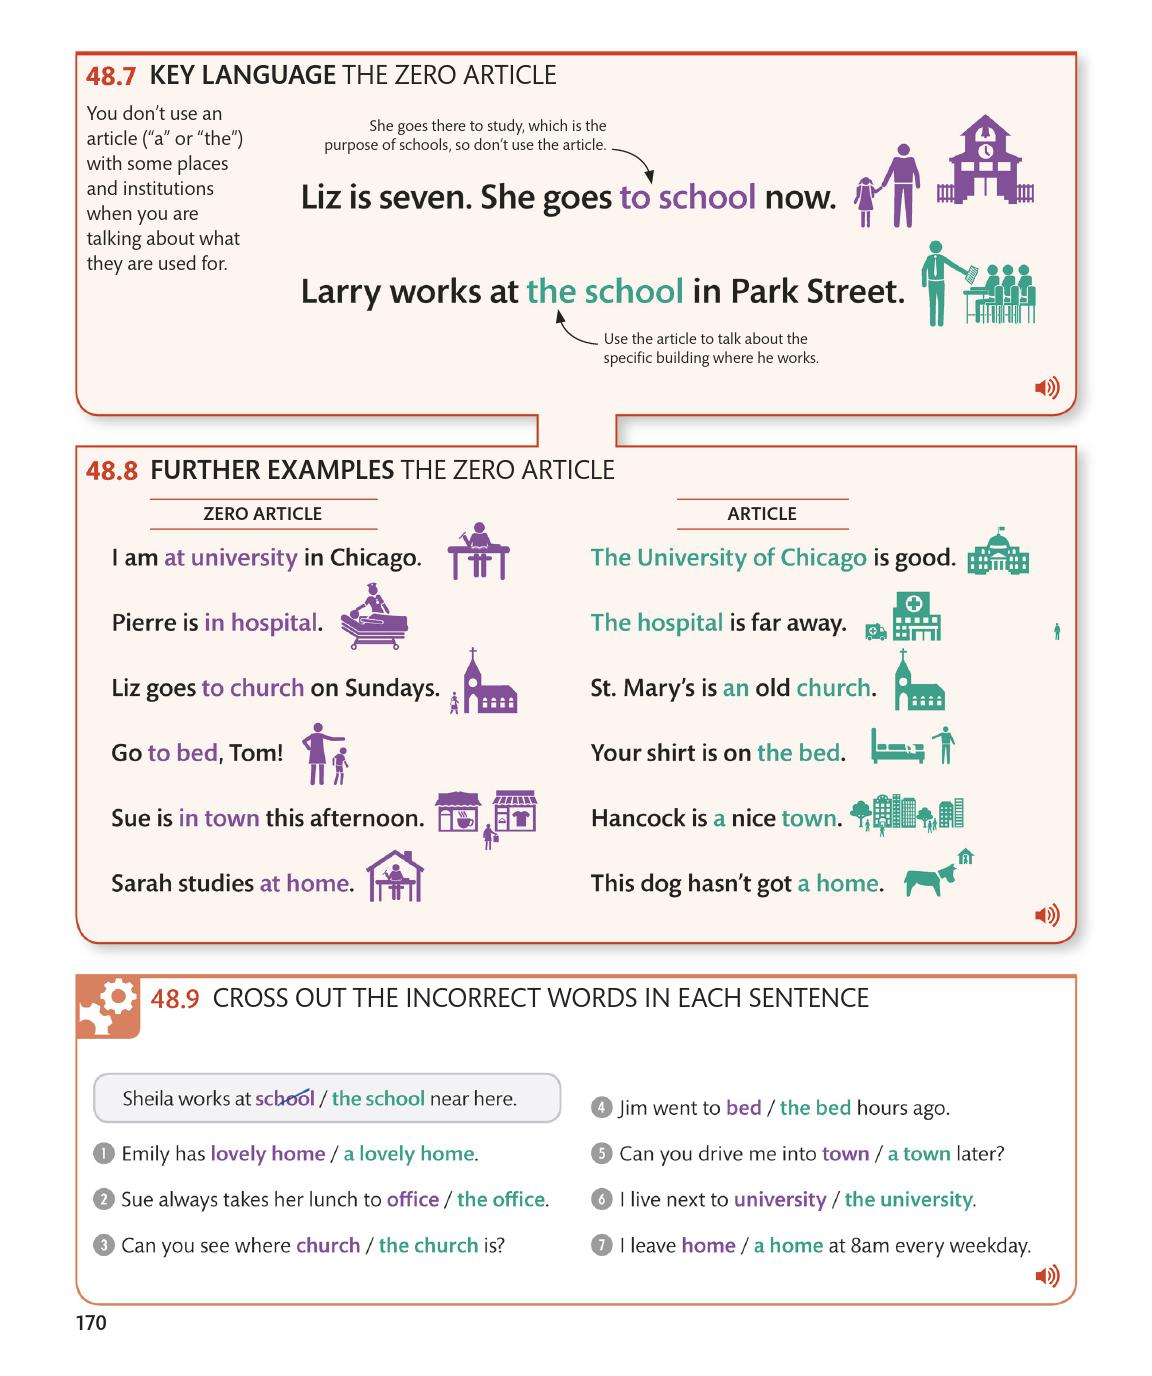 48.7 KEY LANGUAGE THE ZERO ARTICLE
You don't use an
article ("a" or "the")
with some places
and institutions
when you are
talking about what
they are used for.
She goes there to study, which is the
purpose of schools, so don't use the article.
Liz is seven. She goes to school now.
Larry works at the school in Park Street.
Use the article to talk about the
specific building where he works.
48.8 FURTHER EXAMPLES THE ZERO ARTICLE
ZERO ARTICLE
I am at university in Chicago.
Pierre is in hospital.
Liz goes to church on Sundays.
Go to bed, Tom!
Sue is in town this afternoon.
Sarah studies at home.
ARTICLE
The University of Chicago is good.
The hospital is far away.
St. Mary's is an old church.
Your shirt is on the bed.
Hancock is a nice town.
This dog hasn't got a home.
48.9 CROSS OUT THE INCORRECT WORDS IN EACH SENTENCE
Sheila works at school / the school near here.
1 Emily has lovely home / a lovely home.
2 Sue always takes her lunch to office / the office.
3 Can you see where church / the church is?
4 Jim went to bed / the bed hours ago.
5 Can you drive me into town / a town later?
6 I live next to university / the university.
7 I leave home / a home at 8am every weekday.
170